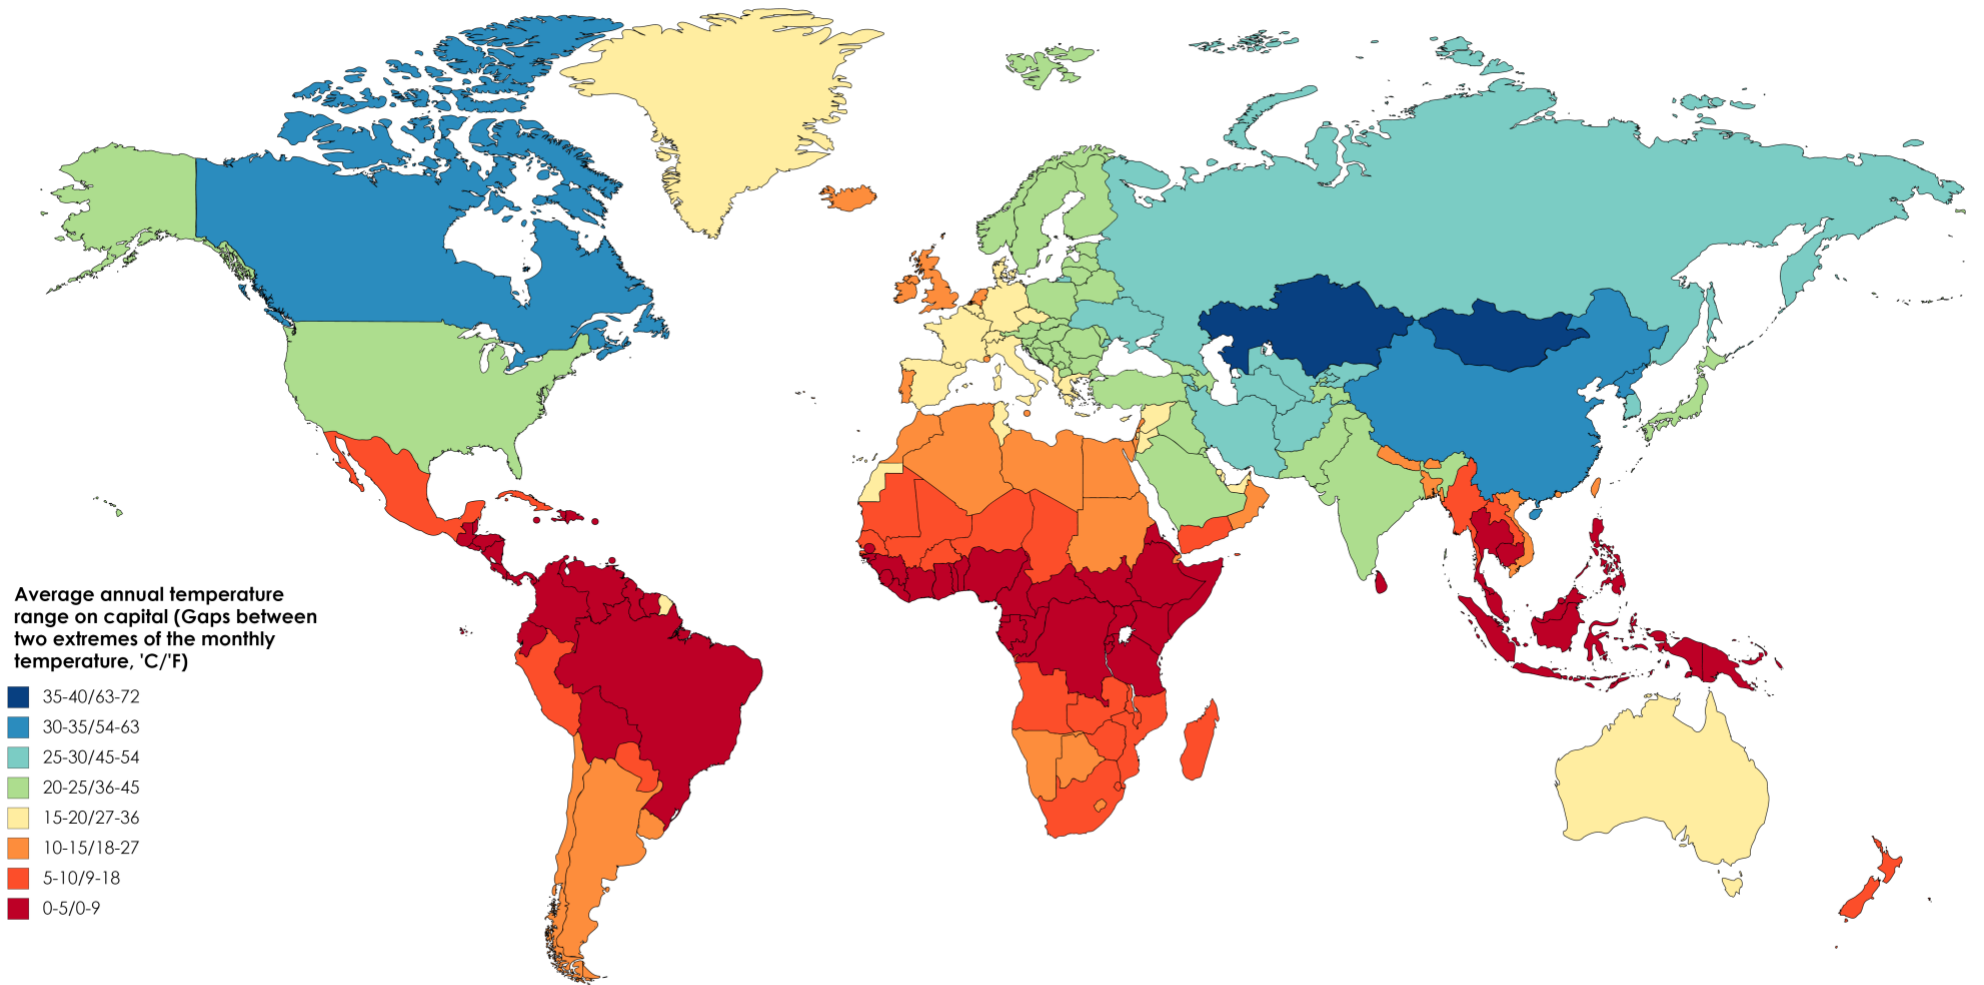 Average annual temperature
range on capital (Gaps between
two extremes of the monthly
temperature, 'C/'F)
35-40/63-72
30-35/54-63
25-30/45-54
20-25/36-45
15-20/27-36
10-15/18-27
5-10/9-18
0-5/0-9